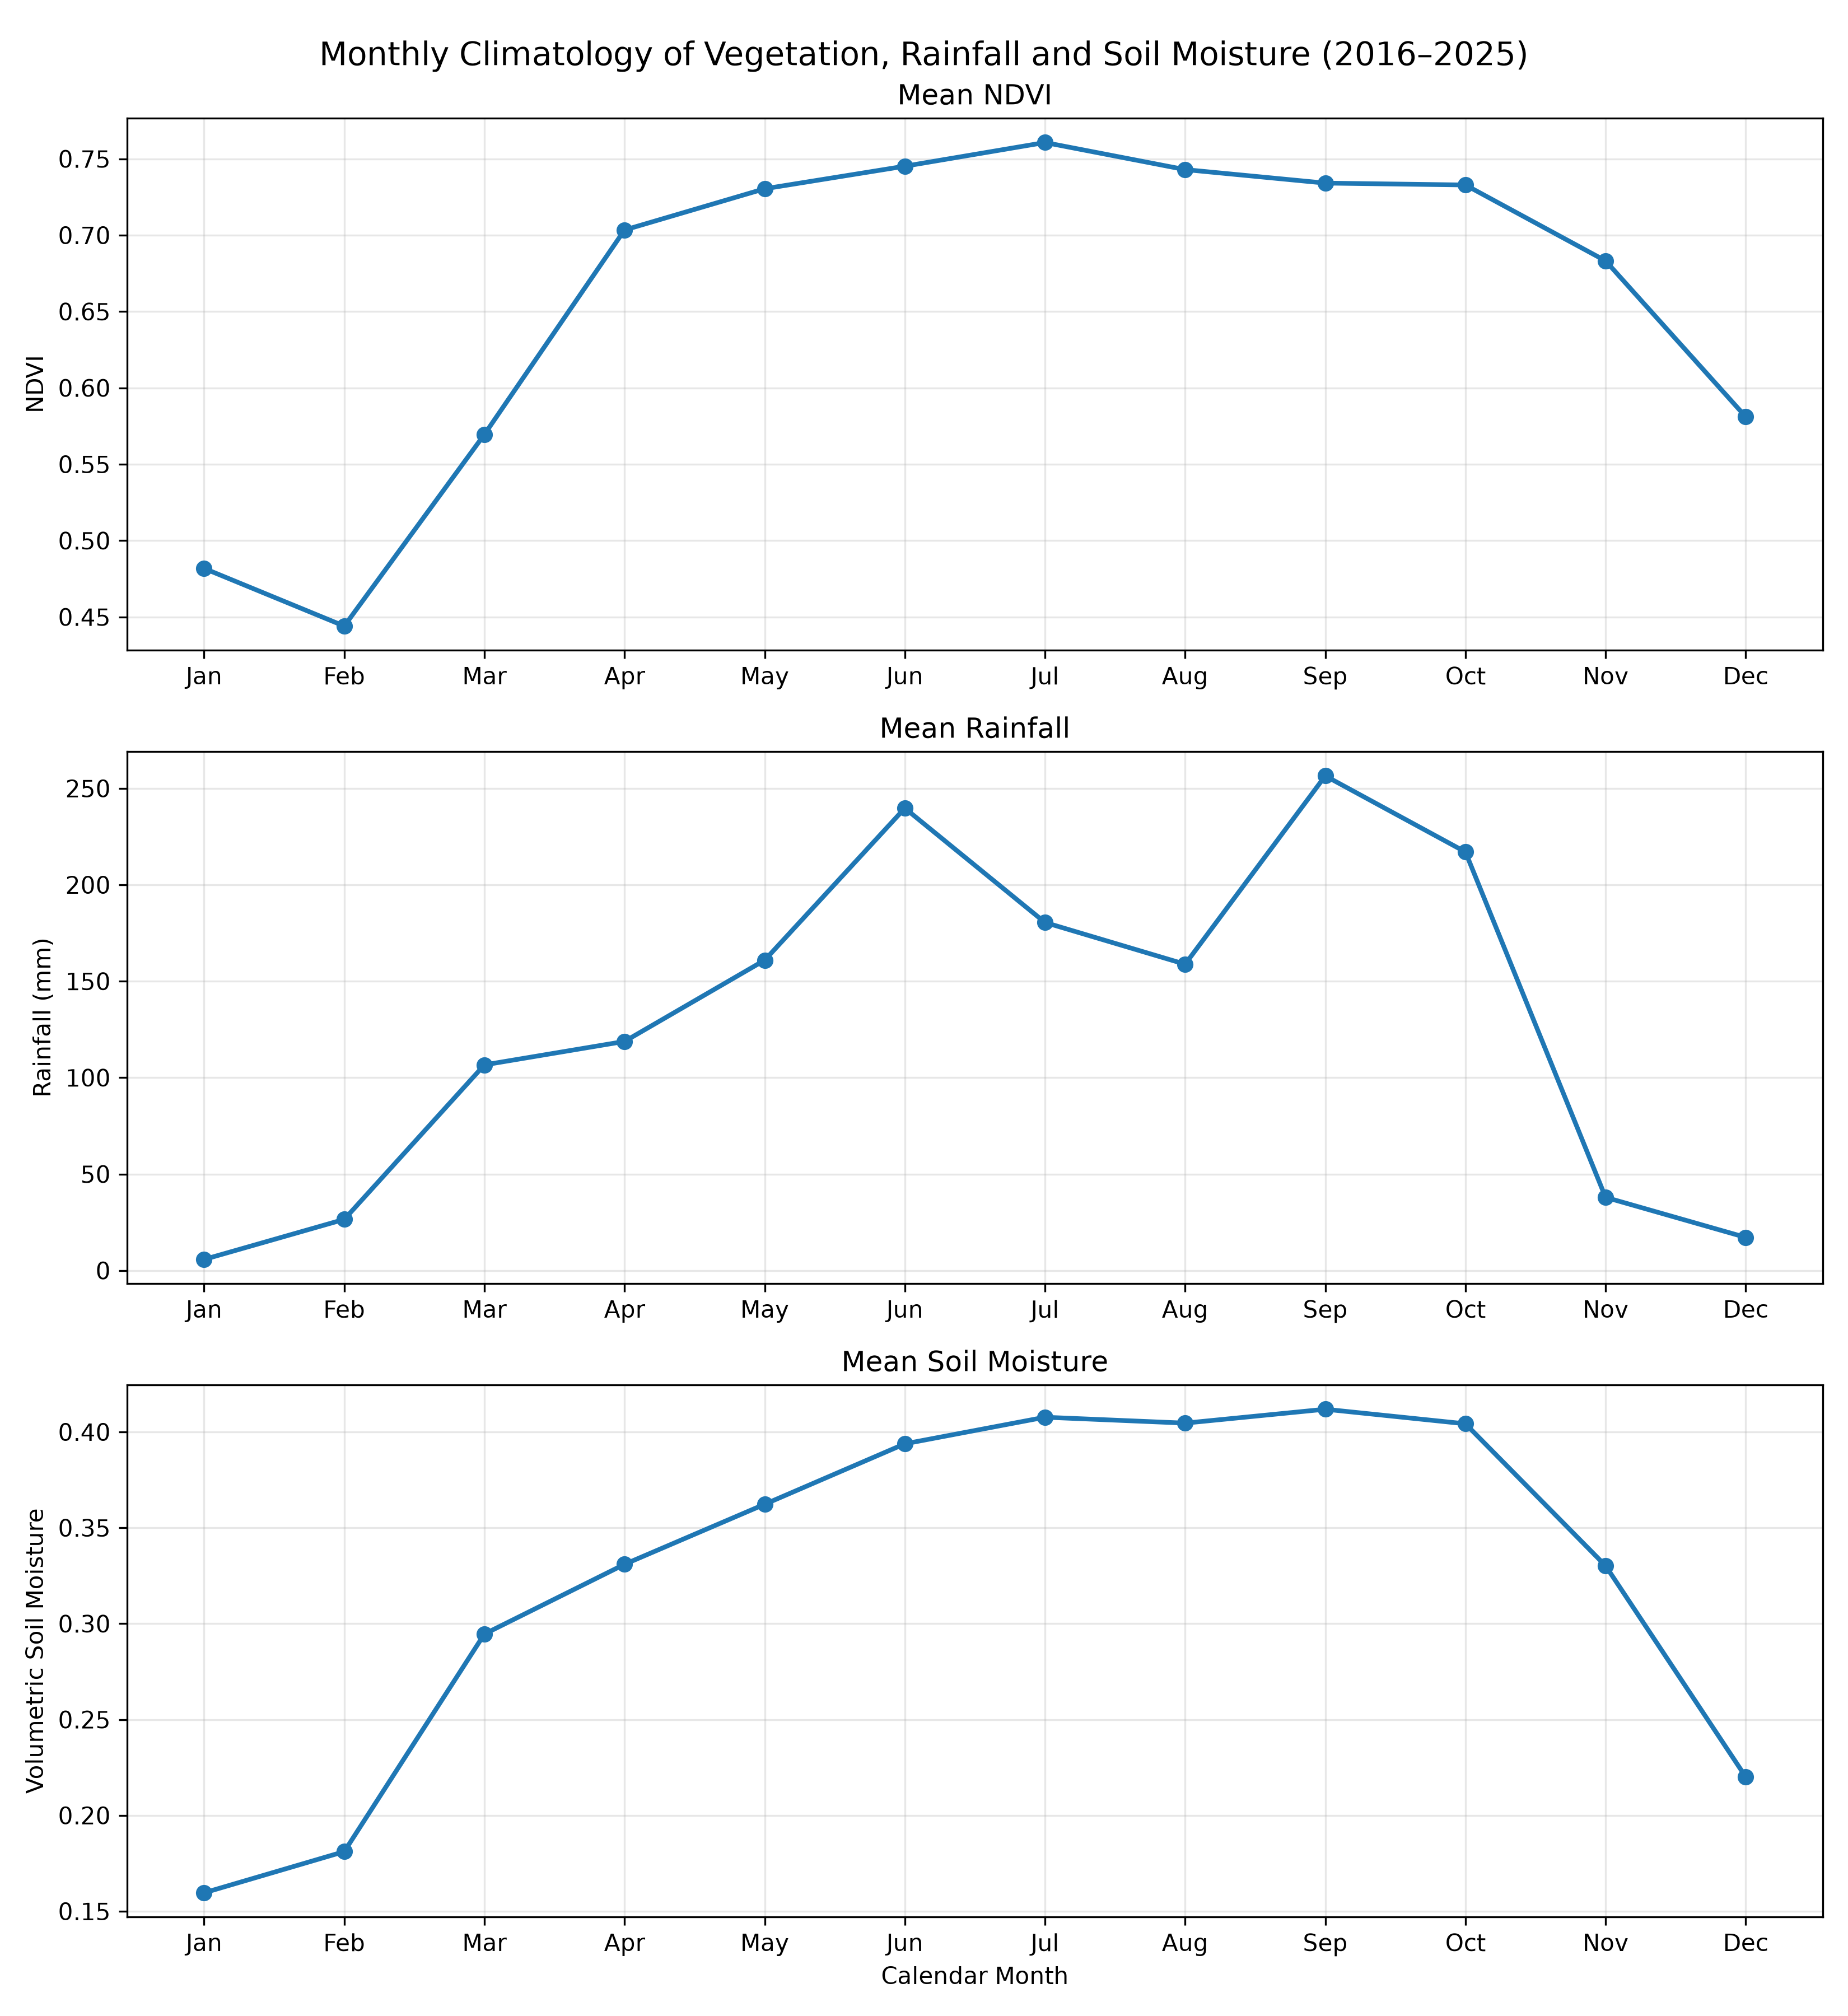 Monthly Climatology of Vegetation, Rainfall and Soil Moisture (2016–2025)
Mean NDVI
NDVI
0.75
0.70
0.65
0.60
0.55
0.50
0.45
Jan Feb Mar Apr May Jun Jul Aug Sep Oct Nov Dec
Mean Rainfall
Rainfall (mm)
250
200
150
100
50
0
Jan Feb Mar Apr May Jun Jul Aug Sep Oct Nov Dec
Mean Soil Moisture
Volumetric Soil Moisture
0.40
0.35
0.30
0.25
0.20
0.15
Jan Feb Mar Apr May Jun Jul Aug Sep Oct Nov Dec
Calendar Month